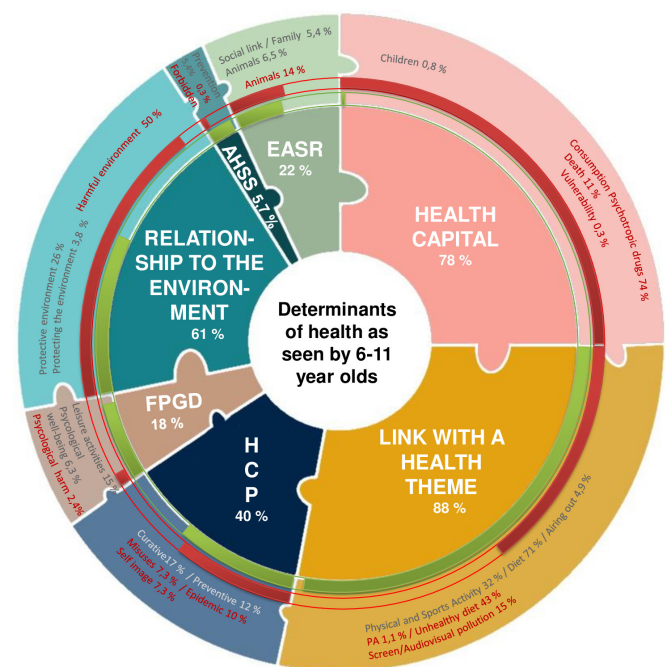 Determinants
of health as
seen by 6-11
year olds
HEALTH
CAPITAL
78 %
Children 0,8 %
Consumption Psychotropic drugs 74 %
Death 11 %
Vulnerability 0,3 %
LINK WITH A
HEALTH
THEME
88 %
Physical and Sports Activity 32 % / Diet 71 % / Airing out 4,9 %
PA 1,1 % / Unhealthy diet 43 %
Screen/Audiovisual pollution 15 %
H
C
P
40 %
Curative17 % / Preventive 12 %
Misuses 7,3 % / Epidemic 10 %
Self image 7,3 %
FPGD
18 %
Leisure activities 15 %
Psycological
well-being 6,3 %
Psycological harm 2,4%
RELATION-
SHIP TO THE
ENVIRON-
MENT
61 %
Harmful environment 50 %
Protective environment 26 %
Protecting the environment 3,8 %
AHSS 5,7 %
Prevention
5,4%
Forbidden 0,3 %
EASR
22 %
Social link / Family 5,4 %
Animals 6,5 %
Animals 14 %